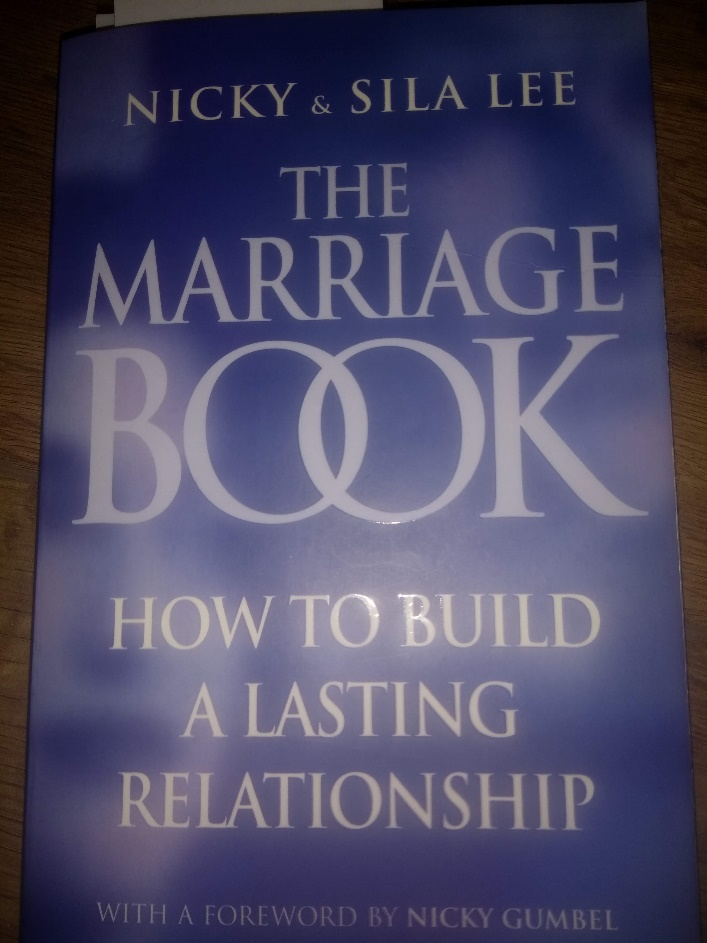 NICKY & SILA LEE
THE
MARRIAGE
BOOK
HOW TO BUILD
A LASTING
RELATIONSHIP
WITH A FOREWORD BY NICKY GUMBEL